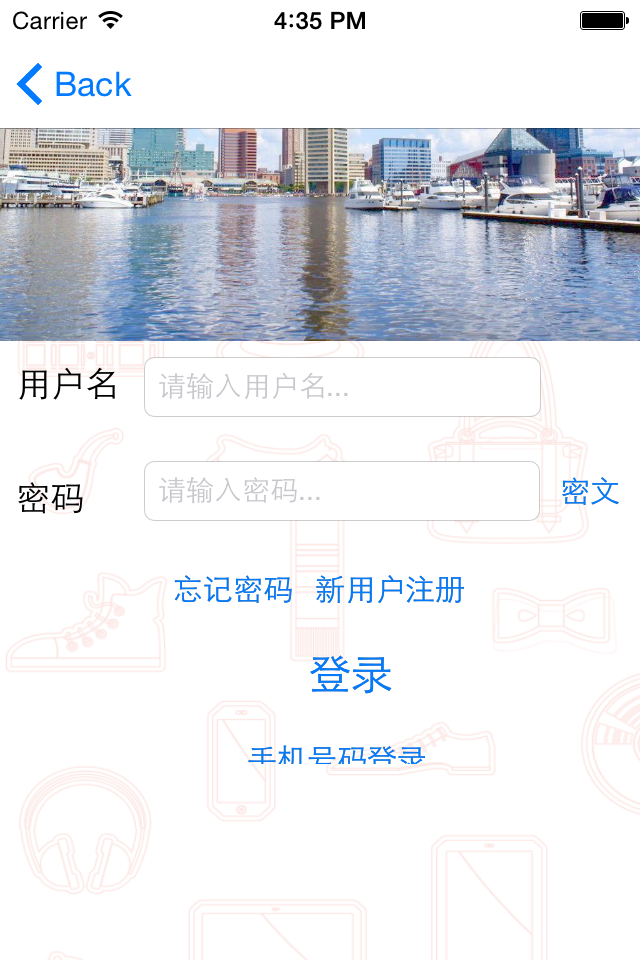 Carrier 4:35 PM
Back
用户名 请输入用户名...
密码 请输入密码... 密文
忘记密码 新用户注册
登录
手机号码登录